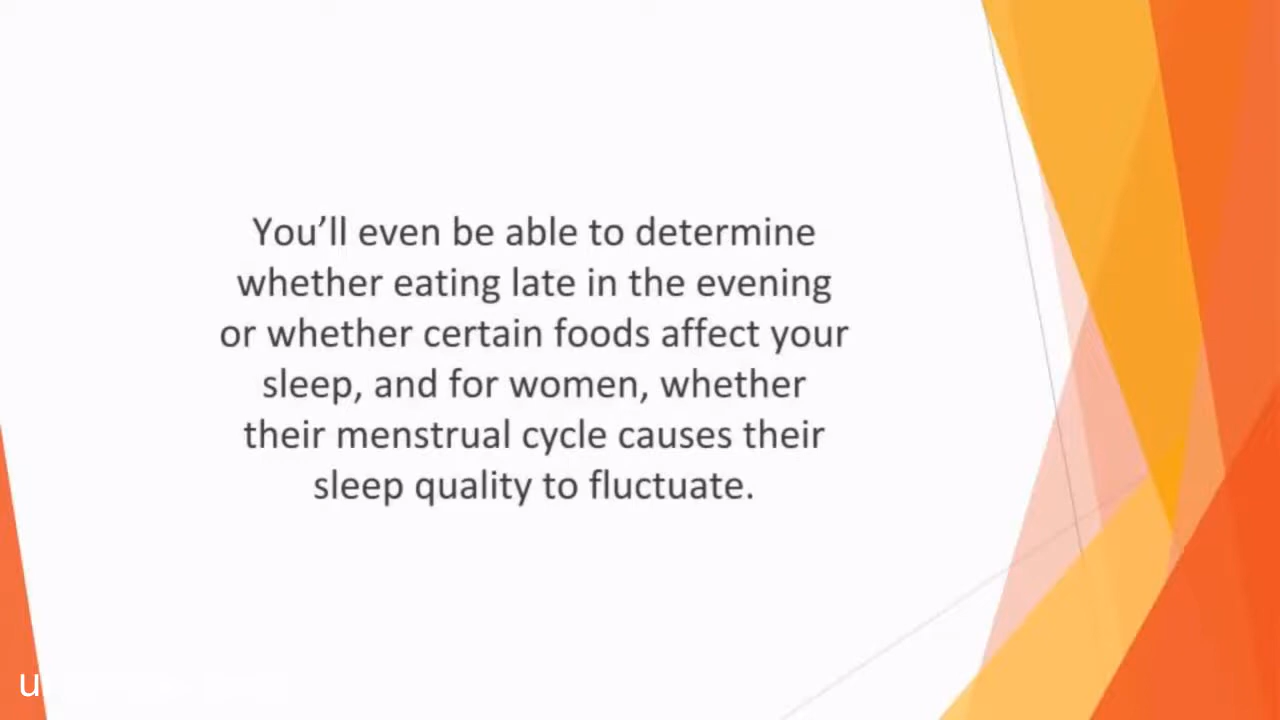 You’ll even be able to determine
whether eating late in the evening
or whether certain foods affect your
sleep, and for women, whether
their menstrual cycle causes their
sleep quality to fluctuate.